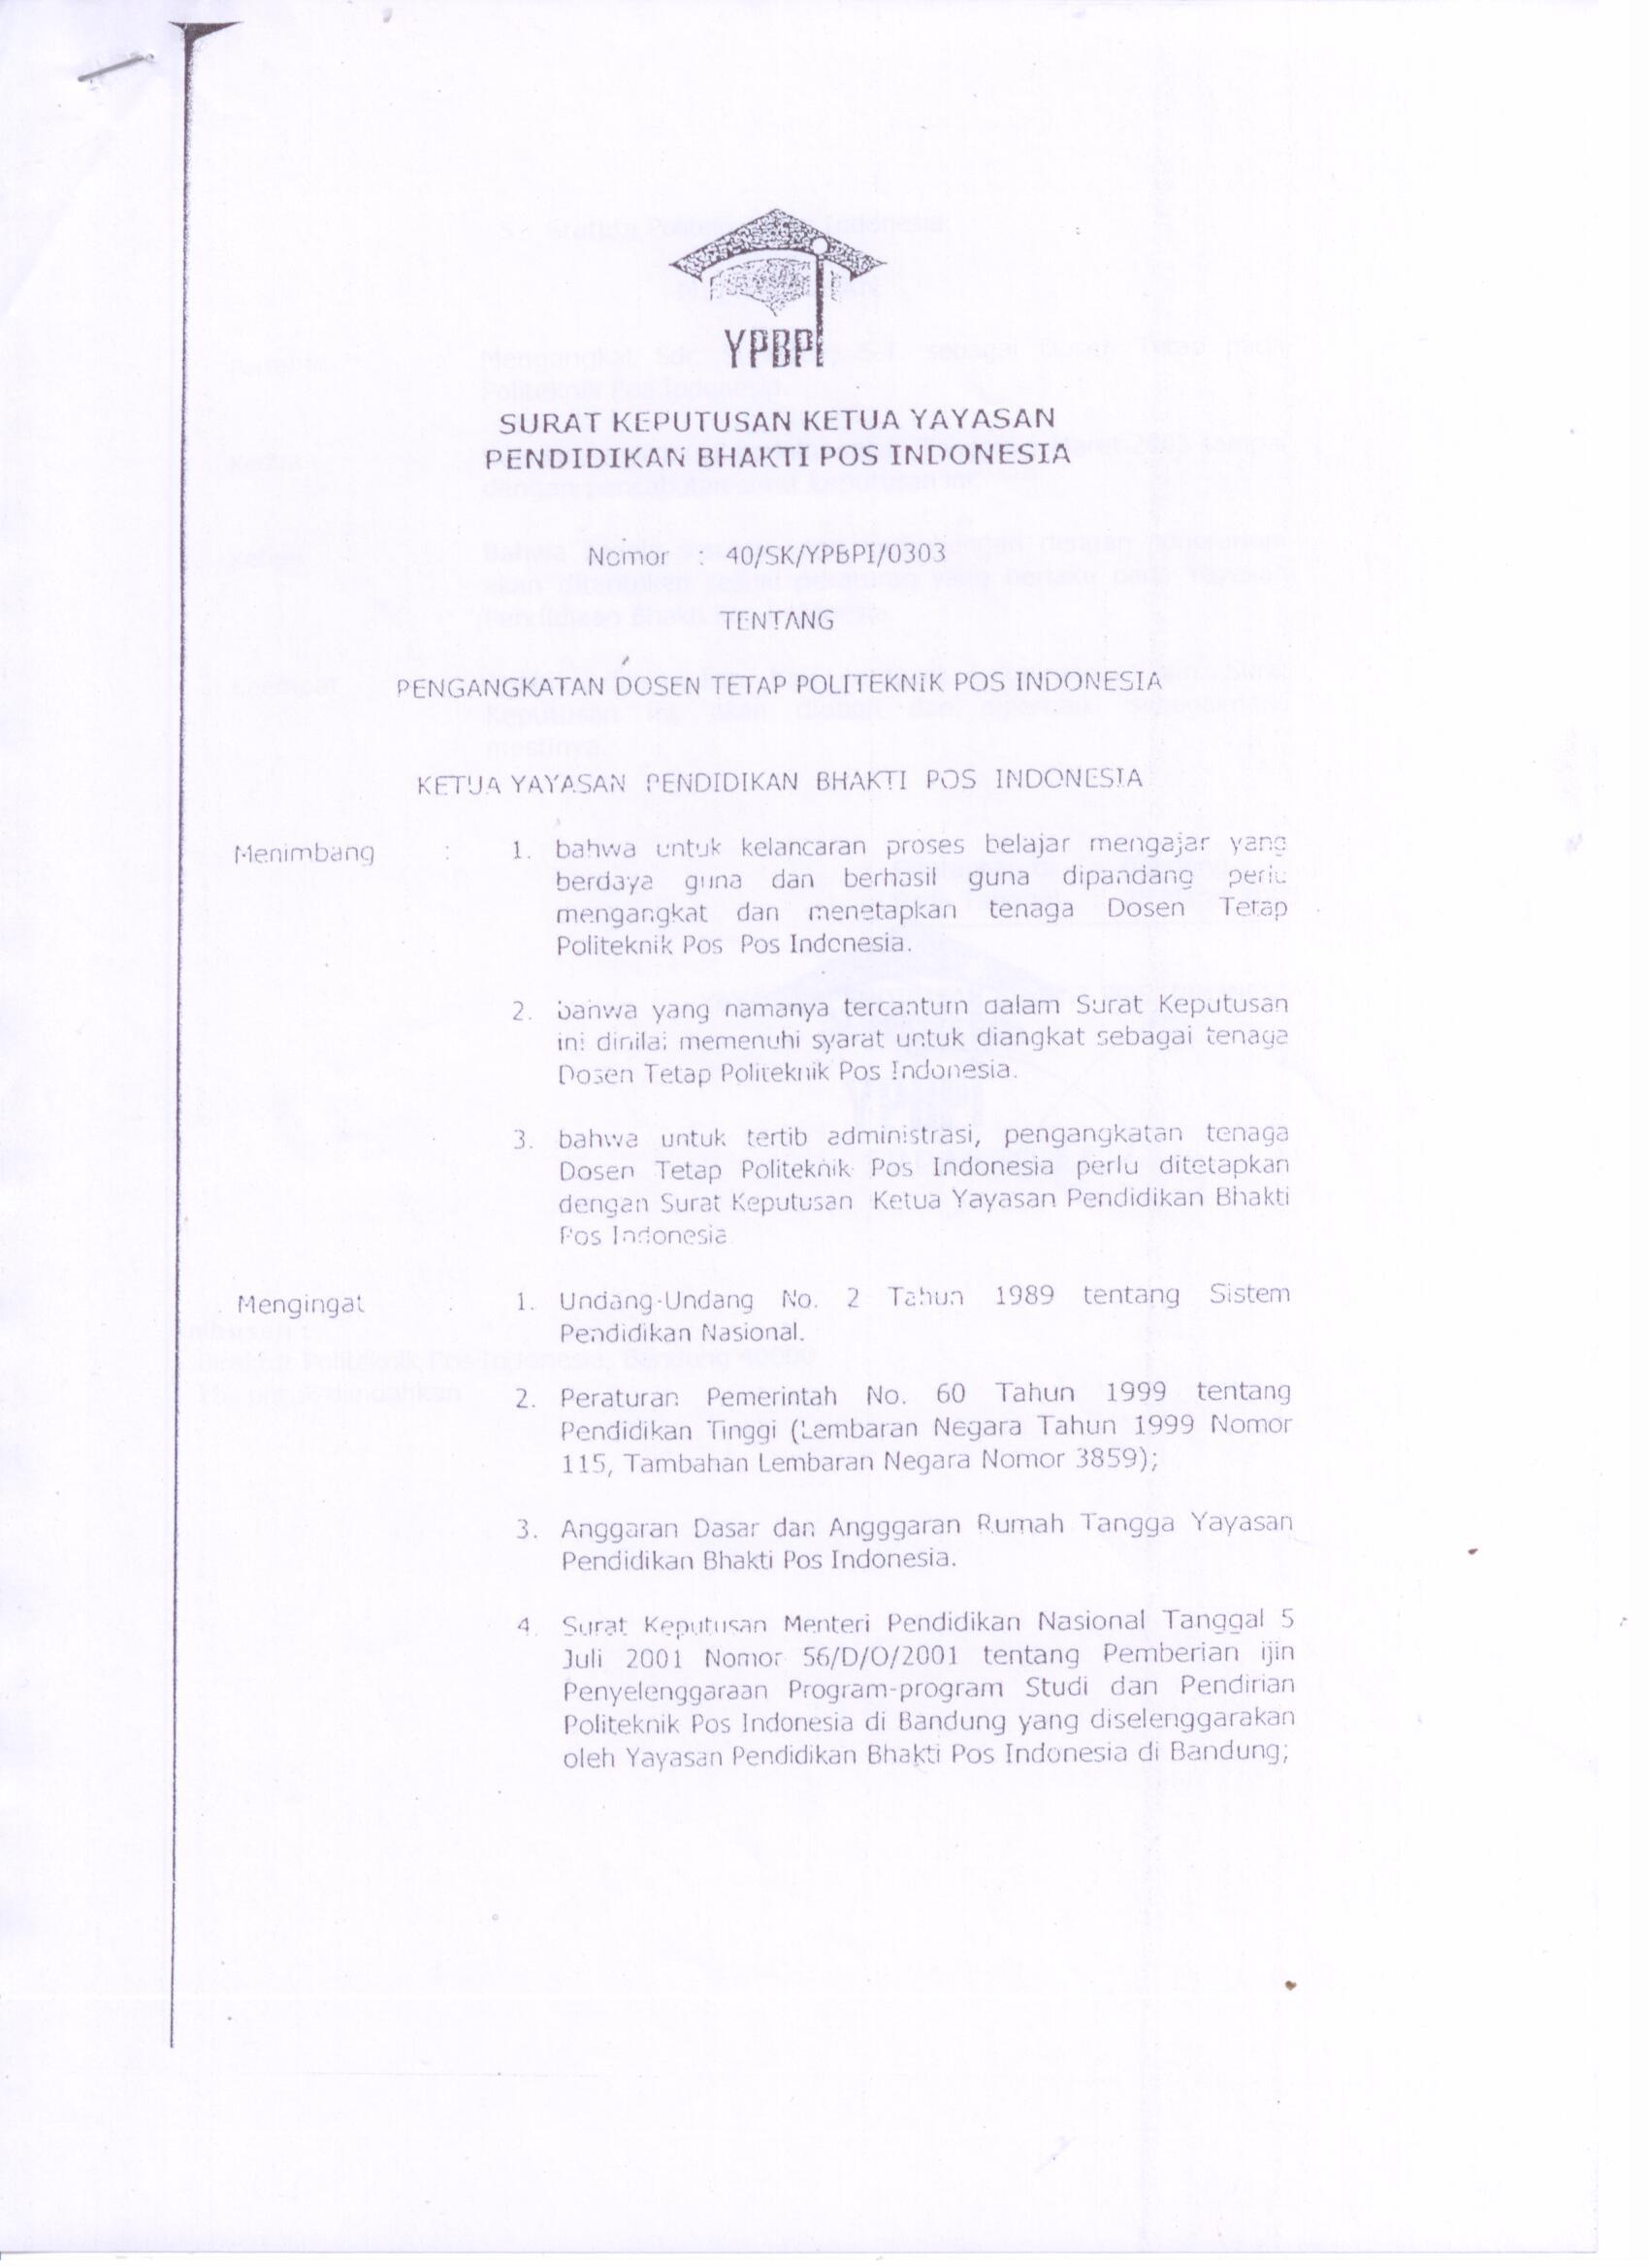 YPBPI
SURAT KEPUTUSAN KETUA YAYASAN
PENDIDIKAN BHAKTI POS INDONESIA
Nomor : 40/SK/YPBPI/0303
TENTANG
PENGANGKATAN DOSEN TETAP POLITEKNIK POS INDONESIA
KETUA YAYASAN PENDIDIKAN BHAKTI POS INDONESIA
Menimbang : 1. bahwa untuk kelancaran proses belajar mengajar yang
berdaya guna dan berhasil guna dipandang perlu
mengangkat dan menetapkan tenaga Dosen Tetap
Politeknik Pos Pos Indonesia.
2. bahwa yang namanya tercantum dalam Surat Keputusan
ini dinilai memenuhi syarat untuk diangkat sebagai tenaga
Dosen Tetap Politeknik Pos Indonesia.
3. bahwa untuk tertib administrasi, pengangkatan tenaga
Dosen Tetap Politeknik Pos Indonesia perlu ditetapkan
dengan Surat Keputusan Ketua Yayasan Pendidikan Bhakti
Pos Indonesia
Mengingat : 1. Undang-Undang No. 2 Tahun 1989 tentang Sistem
Pendidikan Nasional.
2. Peraturan Pemerintah No. 60 Tahun 1999 tentang
Pendidikan Tinggi (Lembaran Negara Tahun 1999 Nomor
115, Tambahan Lembaran Negara Nomor 3859);
3. Anggaran Dasar dan Angggaran Rumah Tangga Yayasan
Pendidikan Bhakti Pos Indonesia.
4. Surat Keputusan Menteri Pendidikan Nasional Tanggal 5
Juli 2001 Nomor 56/D/O/2001 tentang Pemberian ijin
Penyelenggaraan Program-program Studi dan Pendirian
Politeknik Pos Indonesia di Bandung yang diselenggarakan
oleh Yayasan Pendidikan Bhakti Pos Indonesia di Bandung;